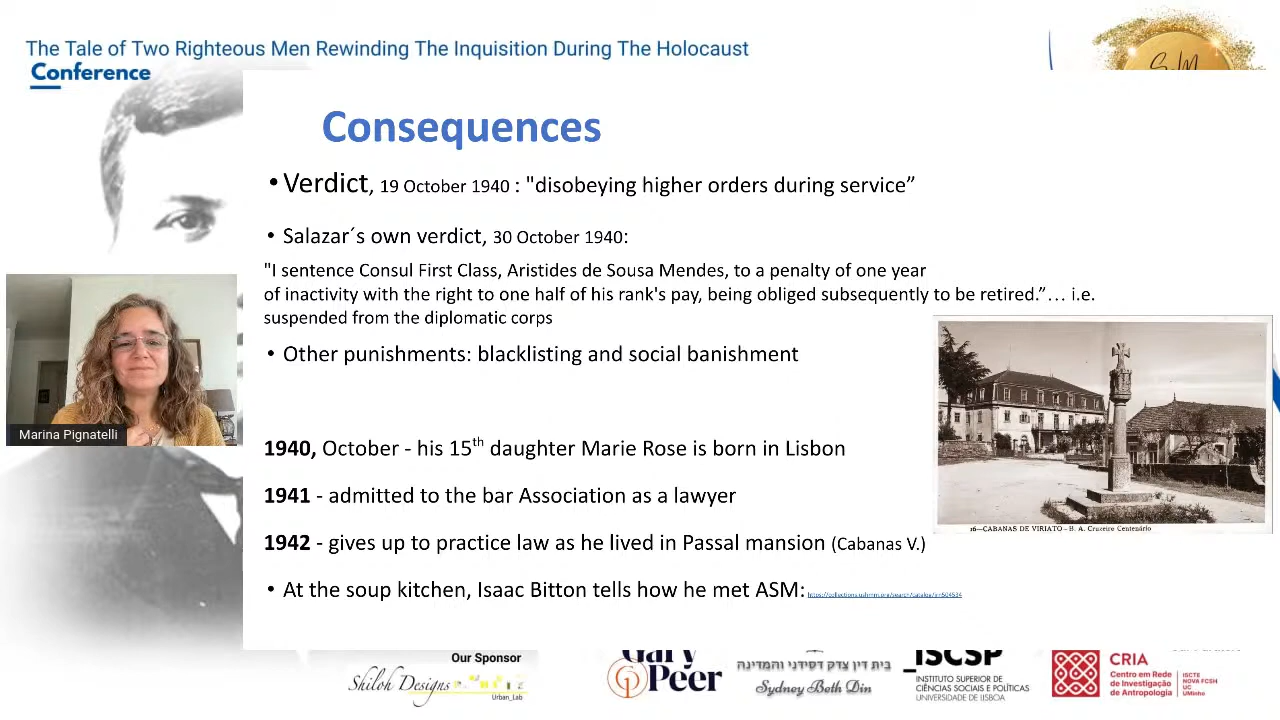 The Tale of Two Righteous Men Rewinding The Inquisition During The Holocaust
Conference
Consequences
•Verdict, 19 October 1940 : "disobeying higher orders during service”
• Salazar´s own verdict, 30 October 1940:
"I sentence Consul First Class, Aristides de Sousa Mendes, to a penalty of one year
of inactivity with the right to one half of his rank's pay, being obliged subsequently to be retired.”… i.e.
suspended from the diplomatic corps
• Other punishments: blacklisting and social banishment
1940, October - his 15th daughter Marie Rose is born in Lisbon
1941 - admitted to the bar Association as a lawyer
1942 - gives up to practice law as he lived in Passal mansion (Cabanas V.)
• At the soup kitchen, Isaac Bitton tells how he met ASM:
16—CABANAS DE VIRIATO — B. A. Cruzeiro Centenário
Marina Pignatelli
Our Sponsor
Shiloh Designs
Urban_Lab
Gary
Peer
בית דין צדק דסידני והמדינה
Sydney Beth Din
ISCSP
INSTITUTO SUPERIOR DE
CIÊNCIAS SOCIAIS E POLÍTICAS
UNIVERSIDADE DE LISBOA
CRIA
Centro em Rede
de Investigação
de Antropologia
ISCTE
NOVA FCSH
UC
UMinho